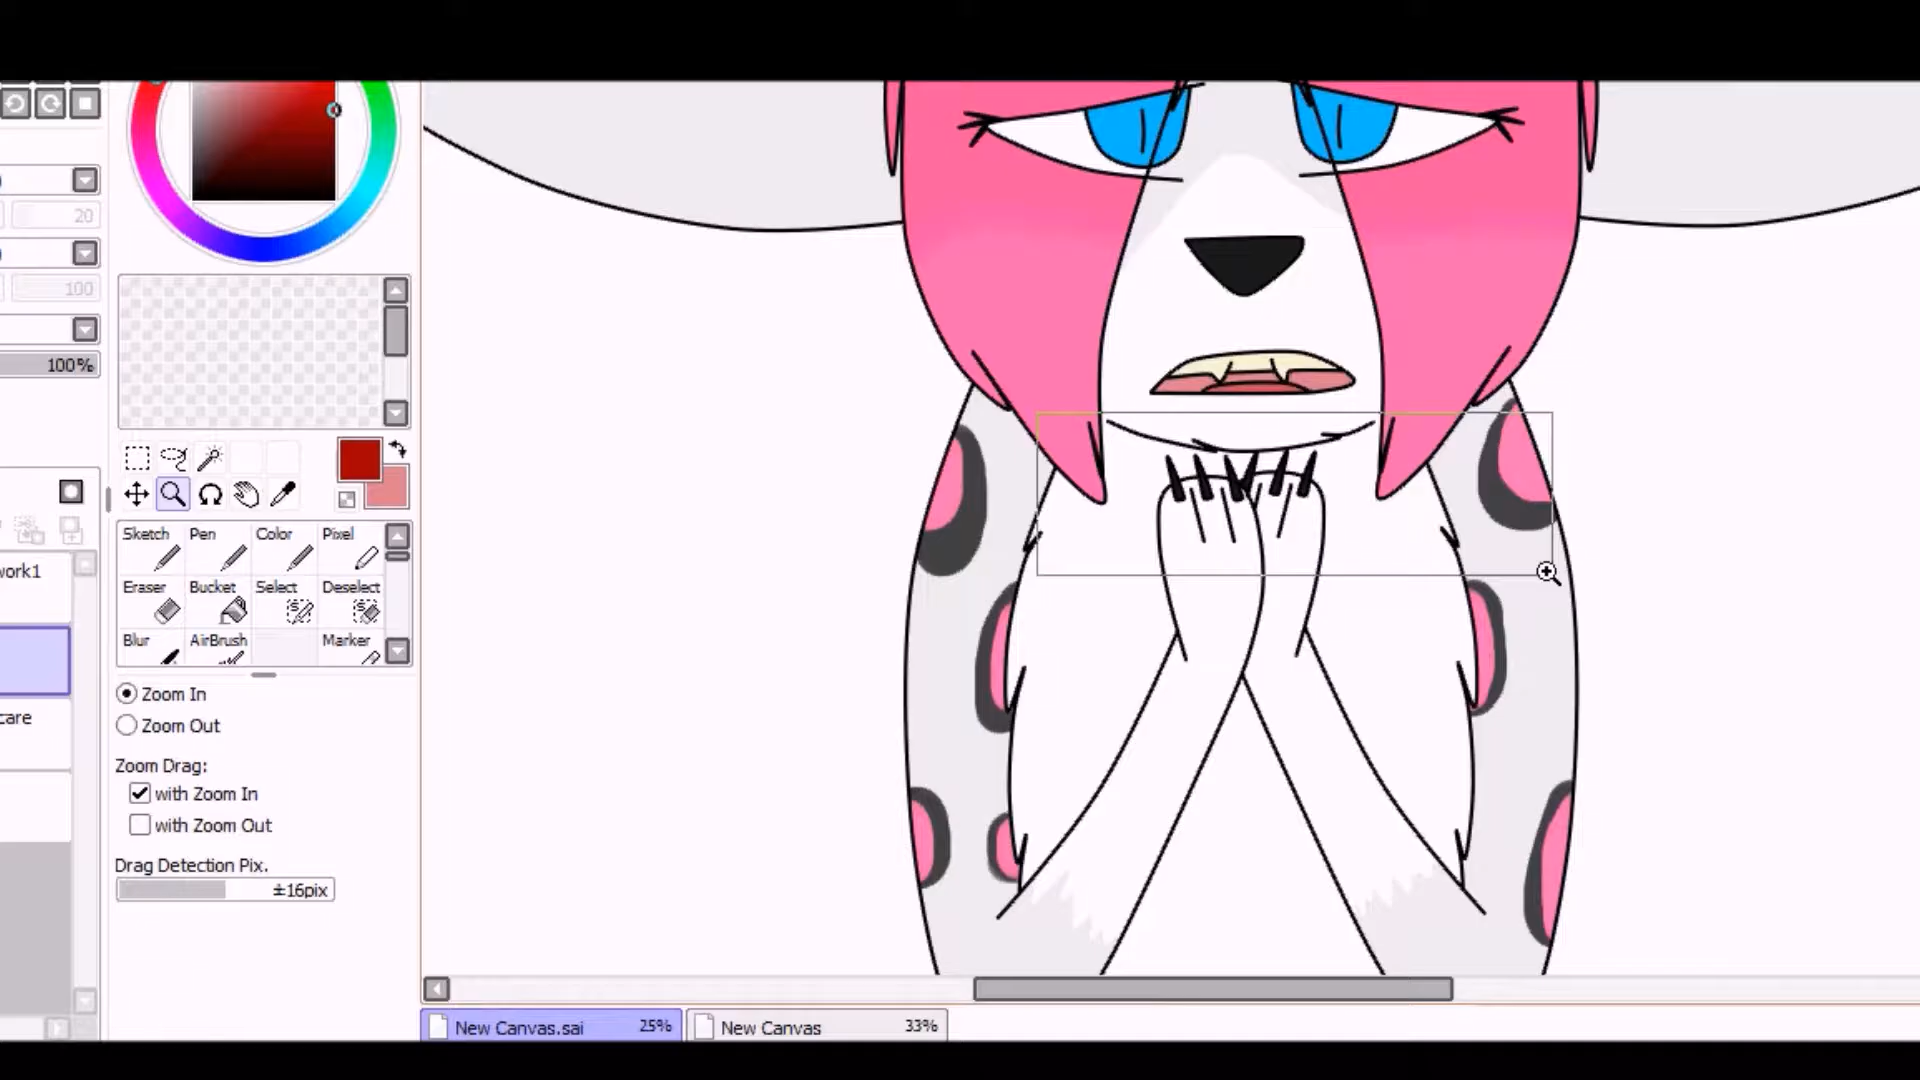 20
100
100%
Sketch Pen Color Pixel
Eraser Bucket Select Deselect
Blur AirBrush Marker
work1
care
Zoom In
Zoom Out
Zoom Drag:
with Zoom In
with Zoom Out
Drag Detection Pix.
±16pix
New Canvas.sai 25% New Canvas 33%